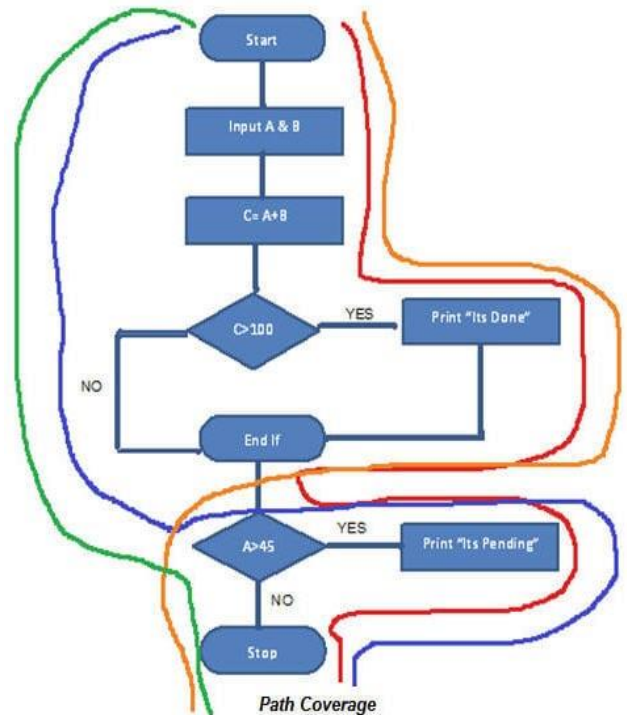 Start
Input A & B
C= A+B
C>100
YES
Print "Its Done"
NO
End If
A>45
YES
Print "Its Pending"
NO
Stop
Path Coverage